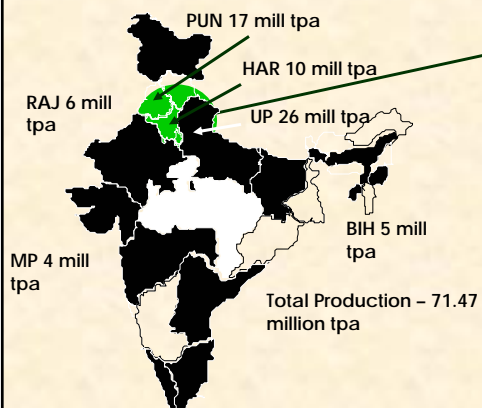 PUN 17 mill tpa
HAR 10 mill tpa
RAJ 6 mill
tpa
UP 26 mill tpa
BIH 5 mill
tpa
MP 4 mill
tpa
Total Production – 71.47
million tpa